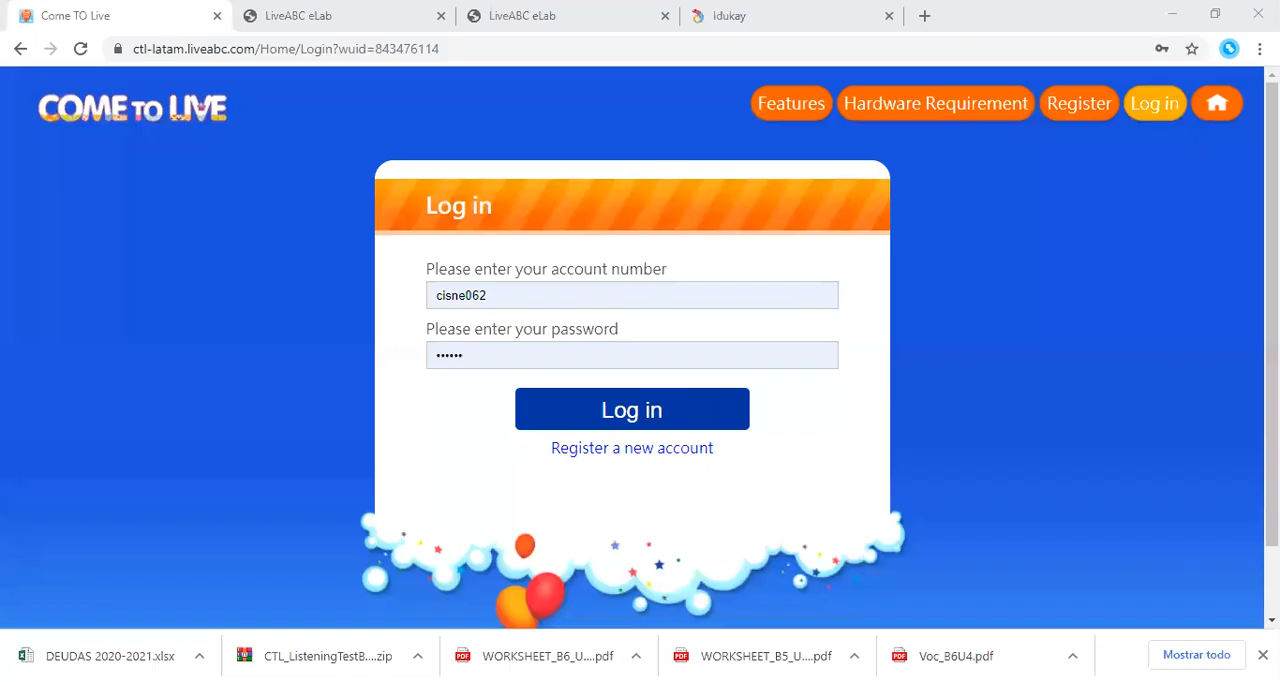 Come TO Live
LiveABC eLab
LiveABC eLab
idukay
ctl-latam.liveabc.com/Home/Login?wuid=843476114
COME TO LIVE
Features
Hardware Requirement
Register
Log in
Log in
Please enter your account number
cisne062
Please enter your password
••••••
Log in
Register a new account
DEUDAS 2020-2021.xlsx
CTL_ListeningTestB....zip
WORKSHEET_B6_U....pdf
WORKSHEET_B5_U....pdf
Voc_B6U4.pdf
Mostrar todo